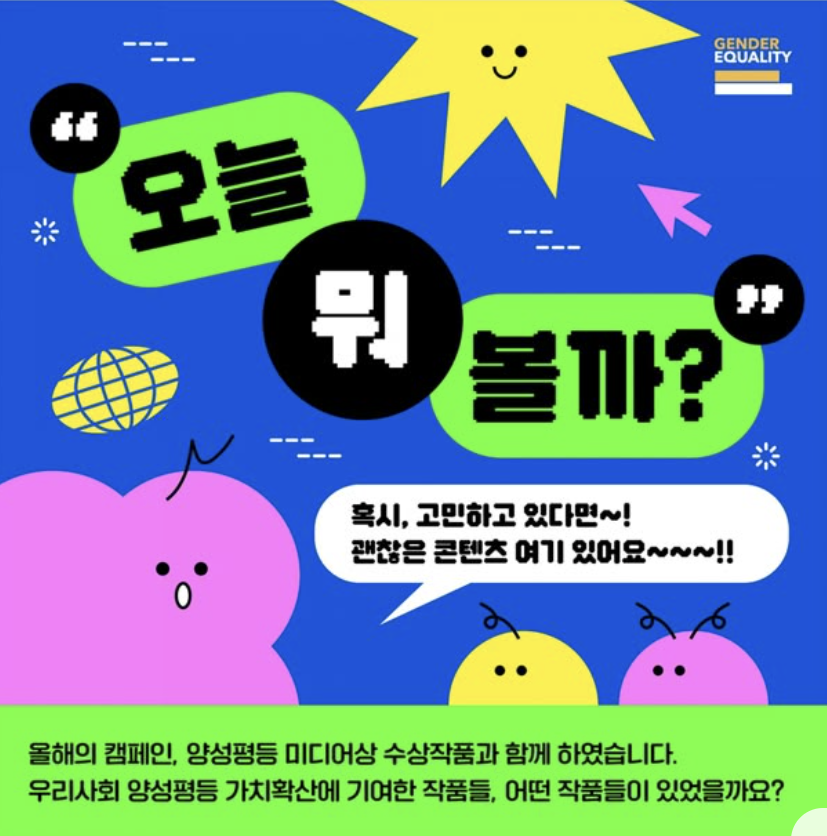 GENDER
EQUALITY
“오늘
뭐
볼까?”
혹시, 고민하고 있다면~!
괜찮은 콘텐츠 여기 있어요~~~!!
올해의 캠페인, 양성평등 미디어상 수상작품과 함께 하였습니다.
우리사회 양성평등 가치확산에 기여한 작품들, 어떤 작품들이 있었을까요?